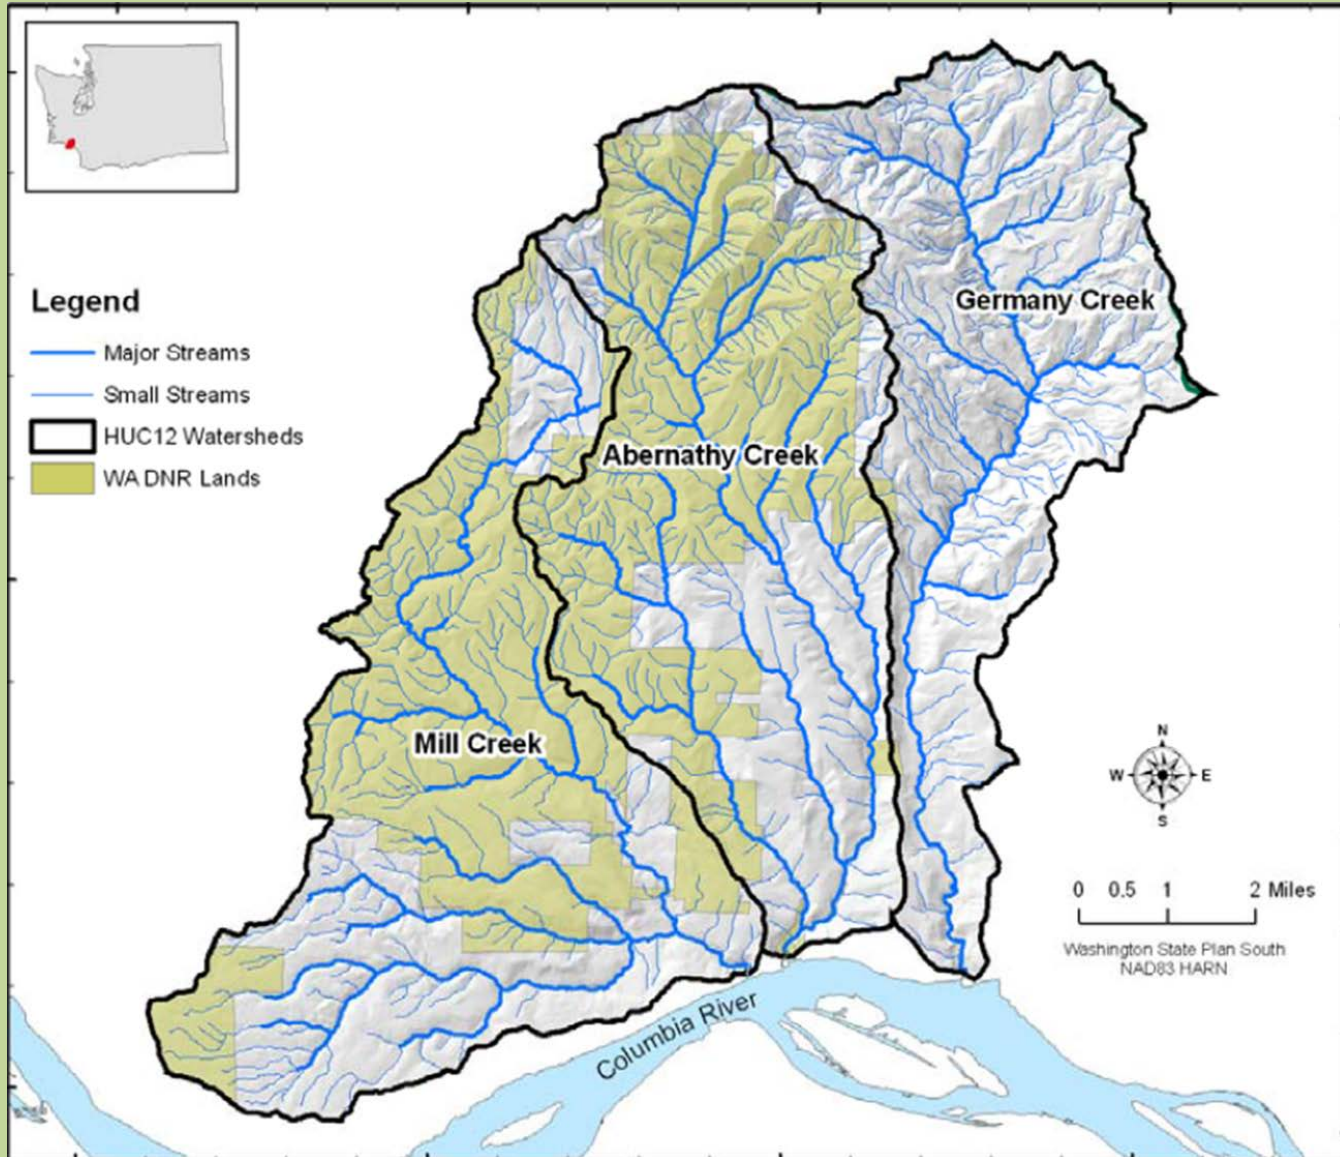 Legend
Major Streams
Small Streams
HUC12 Watersheds
WA DNR Lands
Germany Creek
Abernathy Creek
Mill Creek
N
W E
S
0 0.5 1 2 Miles
Washington State Plan South
NAD83 HARN
Columbia River